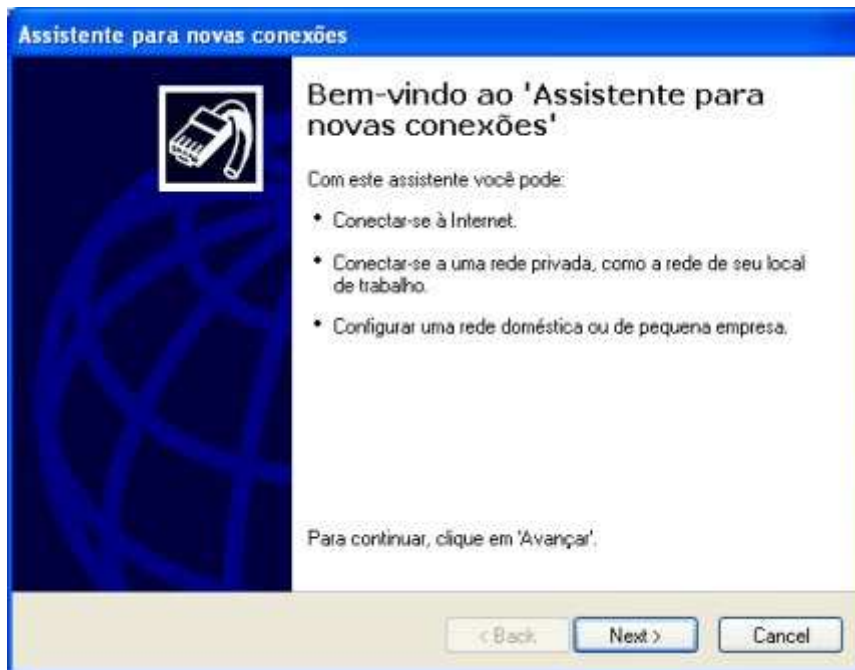 Assistente para novas conexões
Bem-vindo ao 'Assistente para
novas conexões'
Com este assistente você pode:
• Conectar-se à Internet.
• Conectar-se a uma rede privada, como a rede de seu local
de trabalho.
• Configurar uma rede doméstica ou de pequena empresa.
Para continuar, clique em 'Avançar'.
< Back Next > Cancel